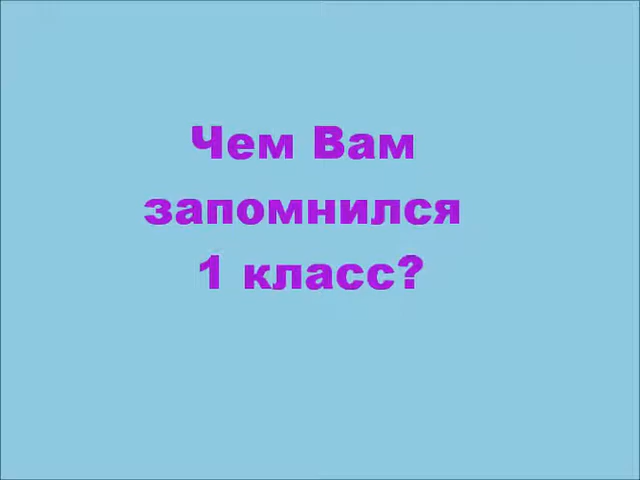 Чем Вам
запомнился
1 класс?